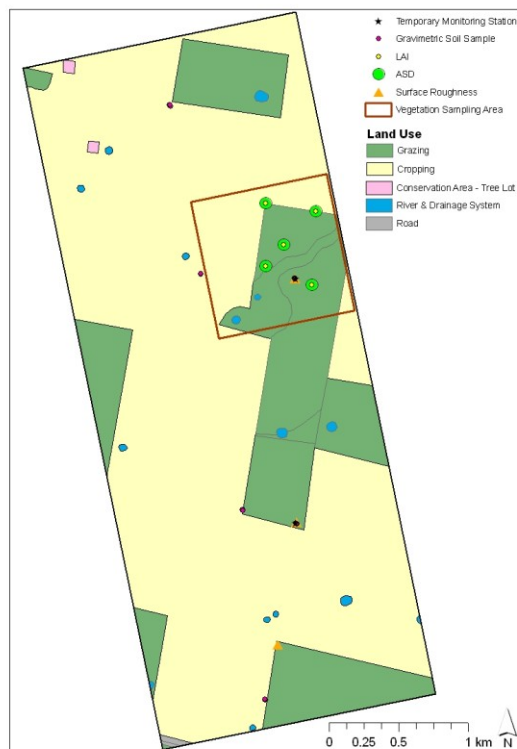 Temporary Monitoring Station
Gravimetric Soil Sample
LAI
ASD
Surface Roughness
Vegetation Sampling Area
Land Use
Grazing
Cropping
Conservation Area - Tree Lot
River & Drainage System
Road
0 0.25 0.5 1 km
N